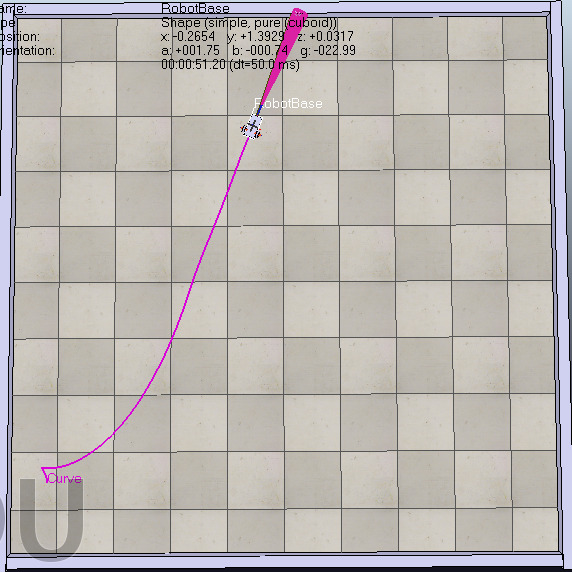 ame: RobotBase
pe: Shape (simple, pure (cuboid))
osition: x: -0.2654 y: +1.3929 z: +0.0317
ientation: a: +001.75 b: -000.74 g: -022.99
00:00:51.20 (dt=50.0 ms)
RobotBase
Curve
U